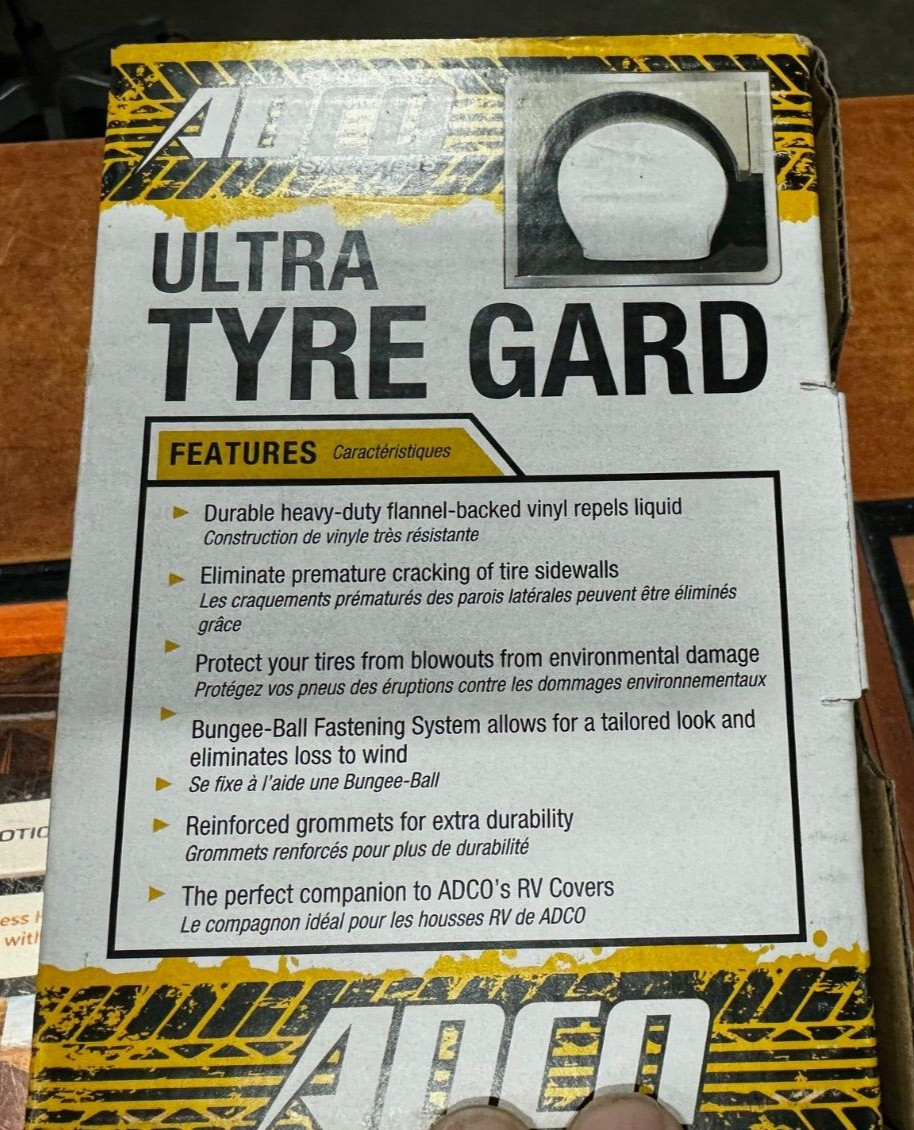 ADCO
ULTRA
TYRE GARD
FEATURES Caractéristiques
Durable heavy-duty flannel-backed vinyl repels liquid
Construction de vinyle très résistante
Eliminate premature cracking of tire sidewalls
Les craquements prématurés des parois latérales peuvent être éliminés
grâce
Protect your tires from blowouts from environmental damage
Protégez vos pneus des éruptions contre les dommages environnementaux
Bungee-Ball Fastening System allows for a tailored look and
eliminates loss to wind
Se fixe à l'aide une Bungee-Ball
Reinforced grommets for extra durability
Grommets renforcés pour plus de durabilité
The perfect companion to ADCO's RV Covers
Le compagnon idéal pour les housses RV de ADCO
ADCO
OTIO
ess
with